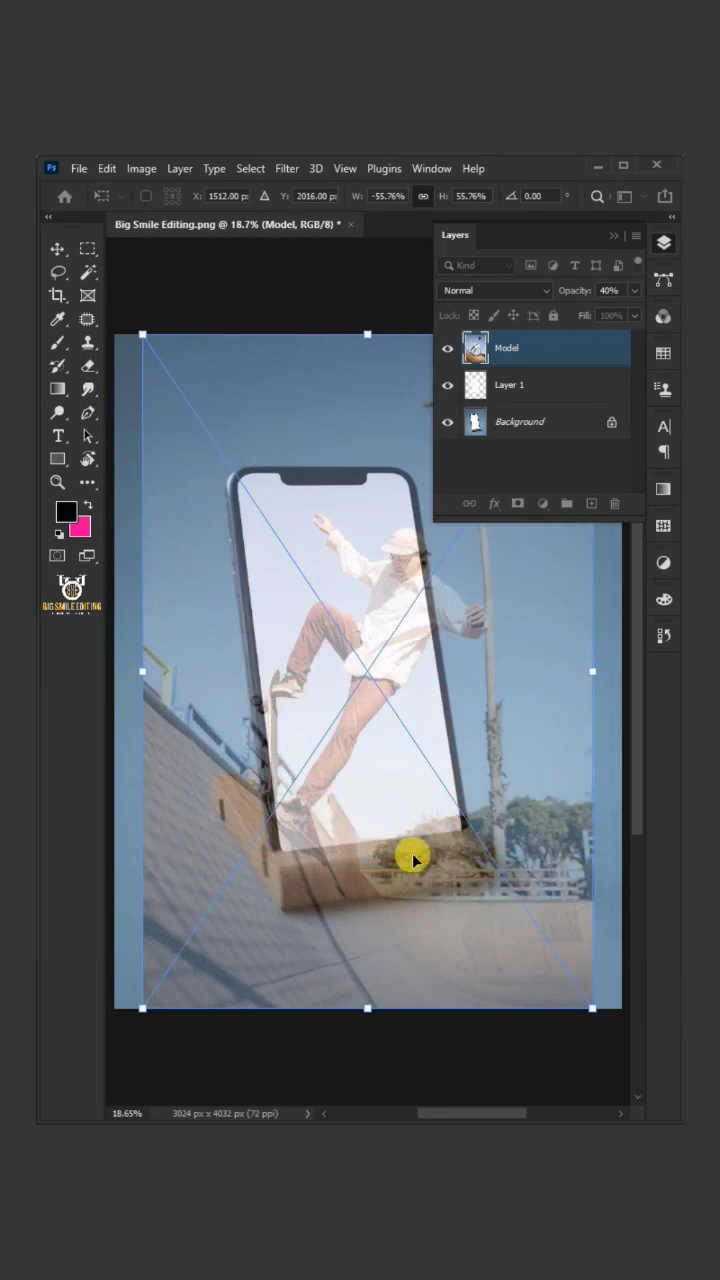 Ps File Edit Image Layer Type Select Filter 3D View Plugins Window Help
X: 1512.00 px Y: 2016.00 px W: -55.76% H: 55.76% 0.00 °
Big Smile Editing.png @ 18.7% (Model, RGB/8) *
Layers
Kind
Normal Opacity: 40%
Lock: Fill: 100%
Model
Layer 1
Background
BIG SMILE EDITING
18.65% 3024 px x 4032 px (72 ppi)